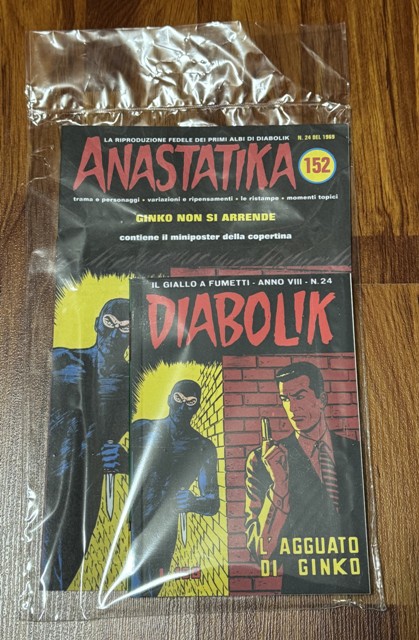 LA RIPRODUZIONE FEDELE DEI PRIMI ALBI DI DIABOLIK N. 24 DEL 1969
ANASTATIKA 152
trama e personaggi • variazioni e ripensamenti • le ristampe • momenti topici
GINKO NON SI ARRENDE
contiene il miniposter della copertina
IL GIALLO A FUMETTI - ANNO VIII - N.24
DIABOLIK
L'AGGUATO
DI GINKO